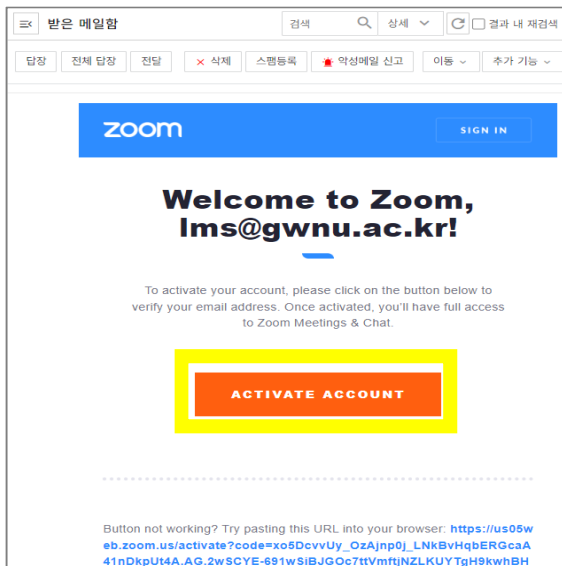 받은 메일함
검색 상세 결과 내 재검색
답장 전체 답장 전달 삭제 스팸등록 악성메일 신고 이동 추가 기능
zoom SIGN IN
Welcome to Zoom,
lms@gwnu.ac.kr!
To activate your account, please click on the button below to
verify your email address. Once activated, you'll have full access
to Zoom Meetings & Chat.
ACTIVATE ACCOUNT
Button not working? Try pasting this URL into your browser: https://us05w
eb.zoom.us/activate?code=xo5DcvvUy_OzAjnp0j_LNkBvHqbERGcaA
41nDkpUt4A.AG.2wSCYE-691wSiBJGOc7ttVmftjNZLKUYTgH9kwhBH